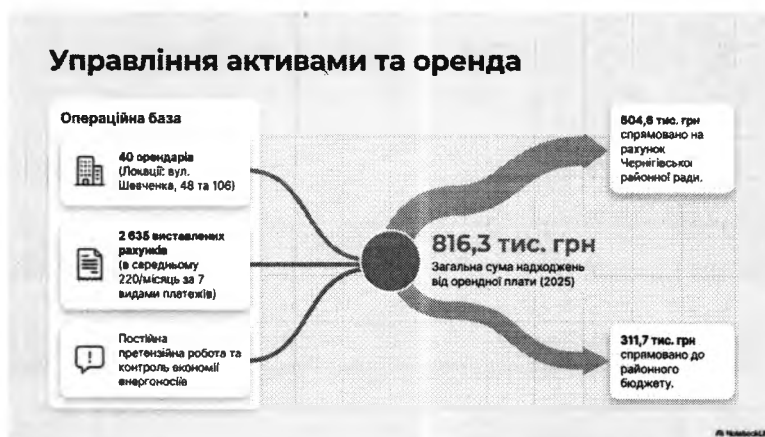 Управління активами та оренда
Операційна база
40 орендарів
(Локації: вул.
Шевченка, 48 та 106)
2 635 виставлених
рахунків
(в середньому
220/місяць за 7
видами платежів)
Постійна
претензійна робота та
контроль економії
енергоносіїв
816,3 тис. грн
Загальна сума надходжень
від орендної плати (2025)
504,6 тис. грн
спрямовано на
рахунок
Чернігівської
районної ради.
311,7 тис. грн
спрямовано до
районного
бюджету.